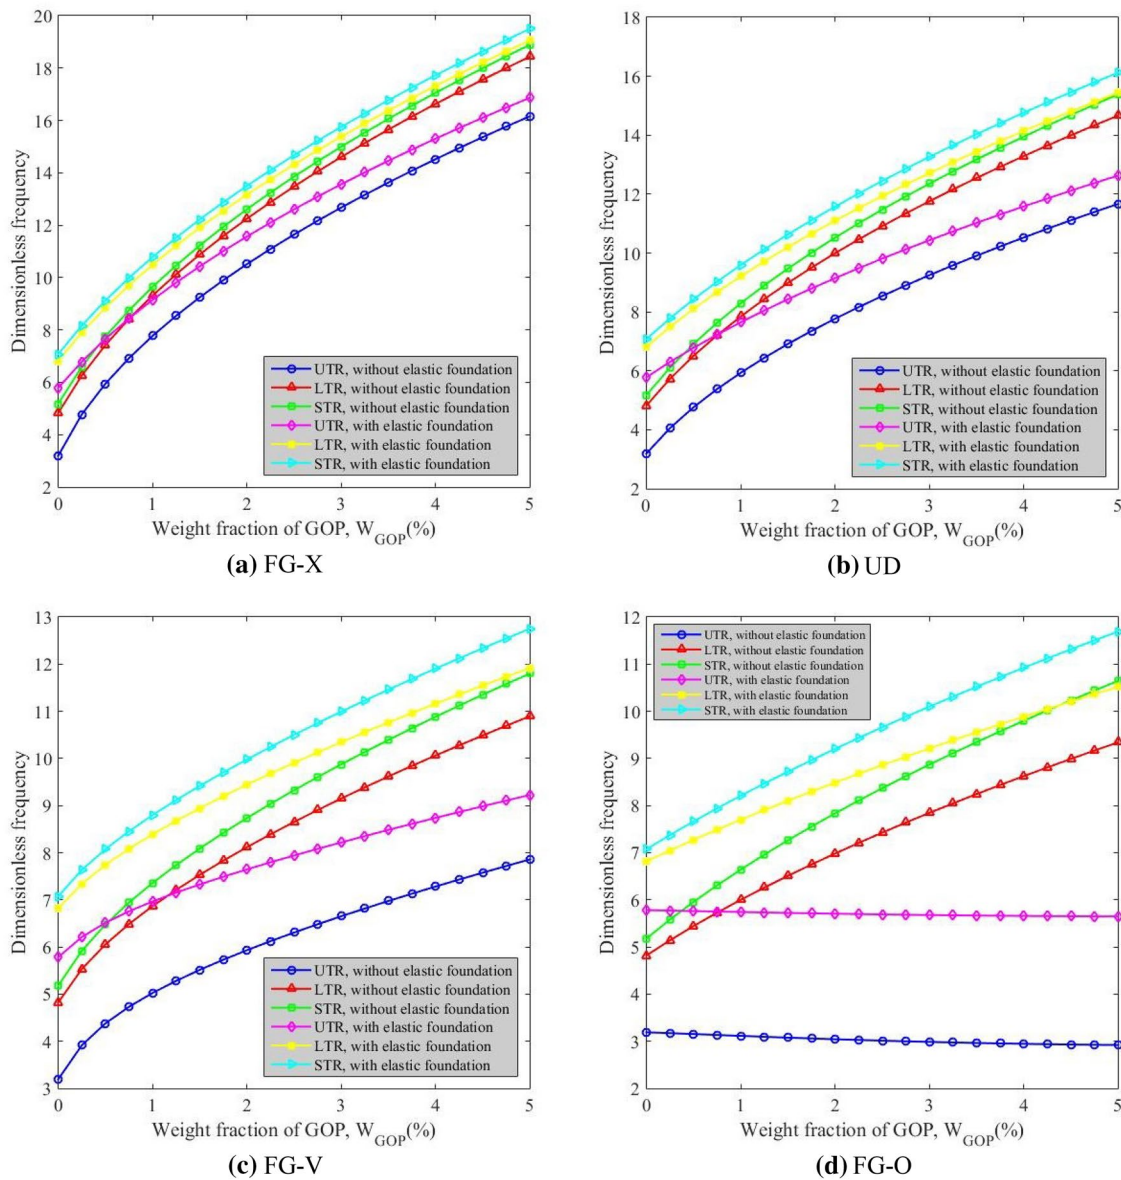 20
18
16
14
12
10
8
6
4
2
Dimensionless frequency
UTR, without elastic foundation
LTR, without elastic foundation
STR, without elastic foundation
UTR, with elastic foundation
LTR, with elastic foundation
STR, with elastic foundation
0 1 2 3 4 5
Weight fraction of GOP, W_GOP(%)
(a) FG-X
18
16
14
12
10
8
6
4
2
Dimensionless frequency
UTR, without elastic foundation
LTR, without elastic foundation
STR, without elastic foundation
UTR, with elastic foundation
LTR, with elastic foundation
STR, with elastic foundation
0 1 2 3 4 5
Weight fraction of GOP, W_GOP(%)
(b) UD
13
12
11
10
9
8
7
6
5
4
3
Dimensionless frequency
UTR, without elastic foundation
LTR, without elastic foundation
STR, without elastic foundation
UTR, with elastic foundation
LTR, with elastic foundation
STR, with elastic foundation
0 1 2 3 4 5
Weight fraction of GOP, W_GOP(%)
(c) FG-V
12
11
10
9
8
7
6
5
4
3
2
Dimensionless frequency
UTR, without elastic foundation
LTR, without elastic foundation
STR, without elastic foundation
UTR, with elastic foundation
LTR, with elastic foundation
STR, with elastic foundation
0 1 2 3 4 5
Weight fraction of GOP, W_GOP(%)
(d) FG-O